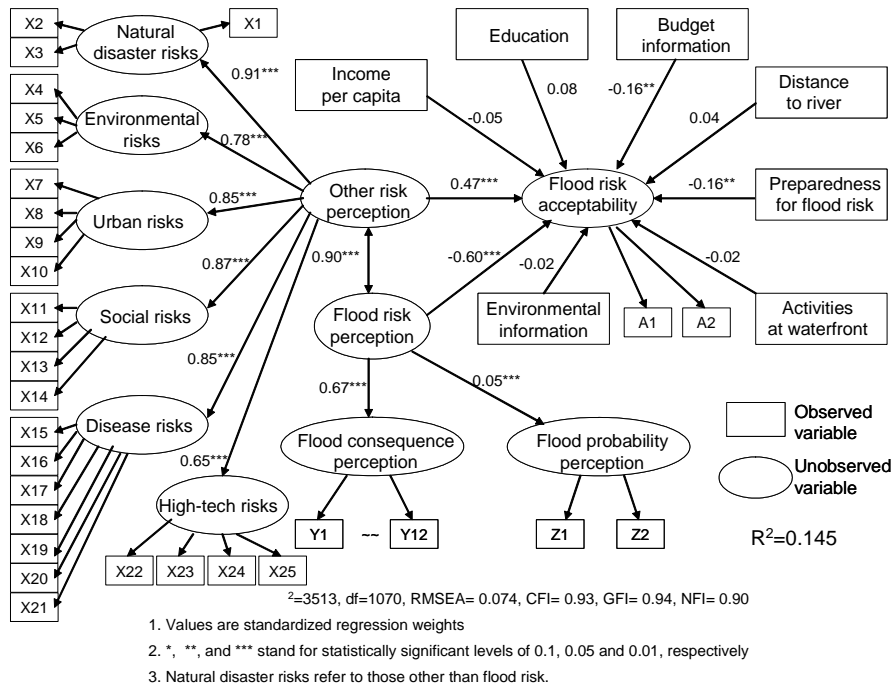 X2
X3
Natural
disaster risks
X1
X4
X5
X6
Environmental
risks
X7
X8
X9
X10
Urban risks
X11
X12
X13
X14
Social risks
X15
X16
X17
X18
X19
X20
X21
Disease risks
High-tech risks
X22
X23
X24
X25
0.91***
0.78***
0.85***
0.87***
0.85***
0.65***
Other risk
perception
0.47***
0.90***
Flood risk
perception
-0.60***
0.67***
0.05***
Income
per capita
-0.05
Education
0.08
Budget
information
-0.16**
Distance
to river
0.04
Flood risk
acceptability
-0.16**
Preparedness
for flood risk
-0.02
Activities
at waterfront
-0.02
Environmental
information
A1
A2
Flood consequence
perception
Y1
~~
Y12
Flood probability
perception
Z1
Z2
Observed
variable
Unobserved
variable
R²=0.145
²=3513, df=1070, RMSEA= 0.074, CFI= 0.93, GFI= 0.94, NFI= 0.90
1. Values are standardized regression weights
2. *, **, and *** stand for statistically significant levels of 0.1, 0.05 and 0.01, respectively
3. Natural disaster risks refer to those other than flood risk.